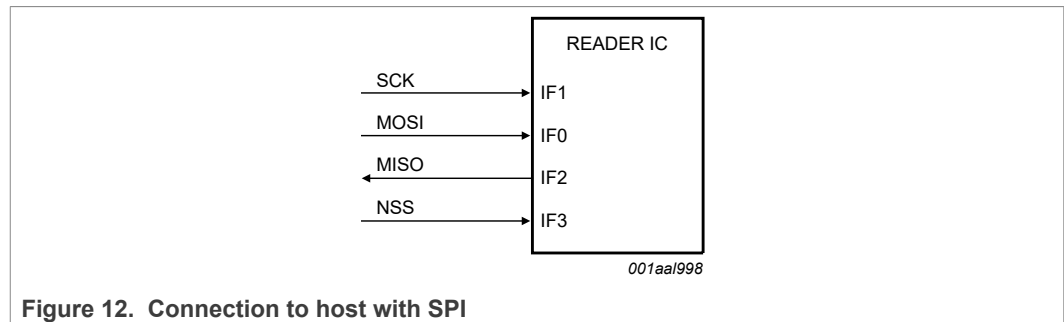 READER IC
SCK
IF1
MOSI
IF0
MISO
IF2
NSS
IF3
001aal998
Figure 12. Connection to host with SPI